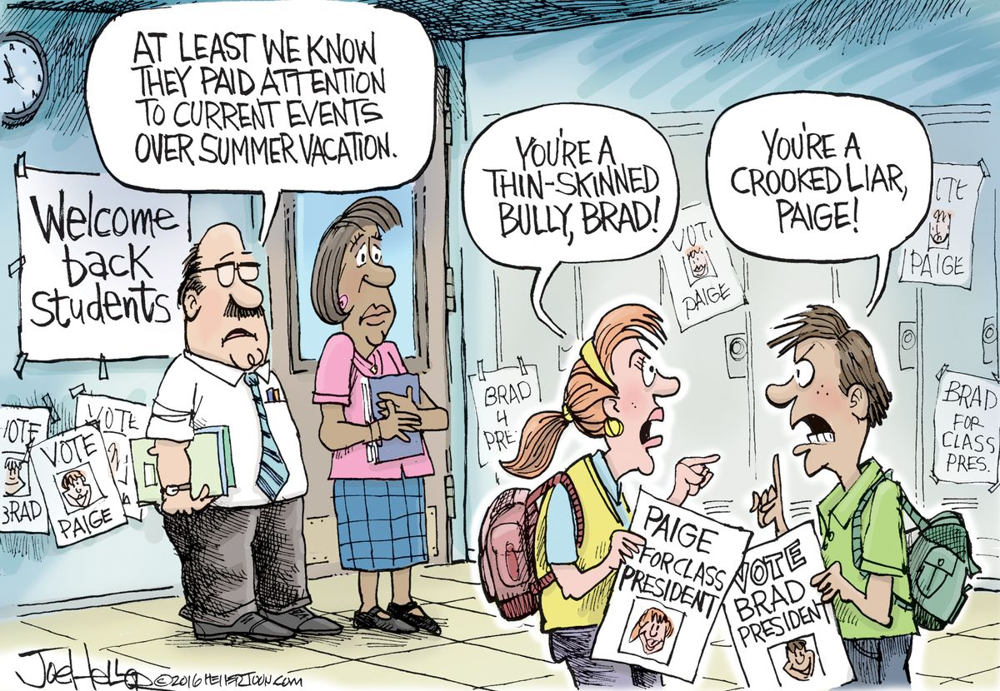 AT LEAST WE KNOW
THEY PAID ATTENTION
TO CURRENT EVENTS
OVER SUMMER VACATION.
YOU'RE A
THIN-SKINNED
BULLY, BRAD!
YOU'RE A
CROOKED LIAR,
PAIGE!
Welcome
back
students
VOTE
BRAD
VOTE
PAIGE
VOTE
VOTE
PAIGE
VOTE
PAIGE
BRAD
4
PRE
BRAD
FOR
CLASS
PRES.
PAIGE
FOR CLASS
PRESIDENT
VOTE
BRAD
PRESIDENT
Joe Heller ©2016 HELLERTOON.COM